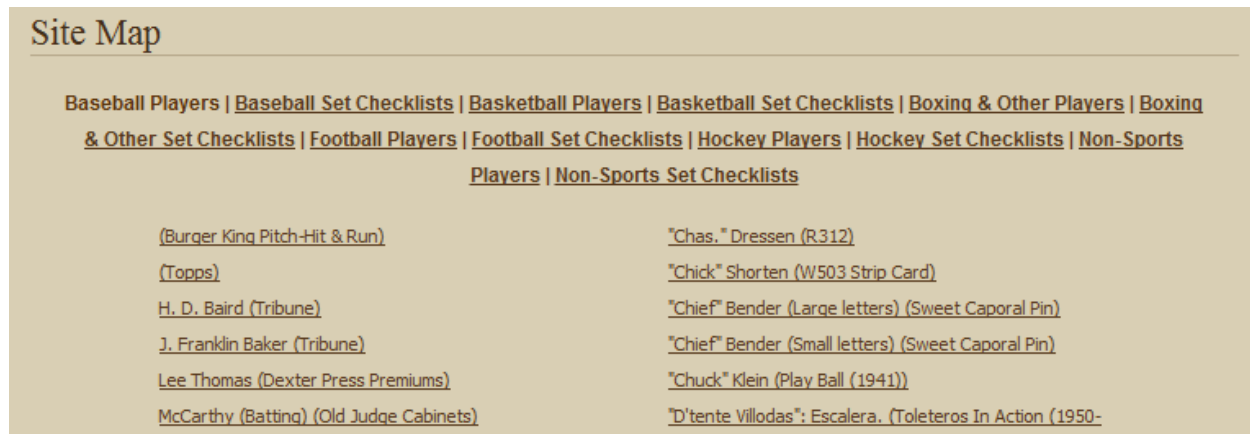 Site Map
Baseball Players | Baseball Set Checklists | Basketball Players | Basketball Set Checklists | Boxing & Other Players | Boxing
& Other Set Checklists | Football Players | Football Set Checklists | Hockey Players | Hockey Set Checklists | Non-Sports
Players | Non-Sports Set Checklists
(Burger King Pitch-Hit & Run)
(Topps)
H. D. Baird (Tribune)
J. Franklin Baker (Tribune)
Lee Thomas (Dexter Press Premiums)
McCarthy (Batting) (Old Judge Cabinets)
"Chas." Dressen (R312)
"Chick" Shorten (W503 Strip Card)
"Chief" Bender (Large letters) (Sweet Caporal Pin)
"Chief" Bender (Small letters) (Sweet Caporal Pin)
"Chuck" Klein (Play Ball (1941))
"D'tente Villodas": Escalera. (Toleteros In Action (1950-